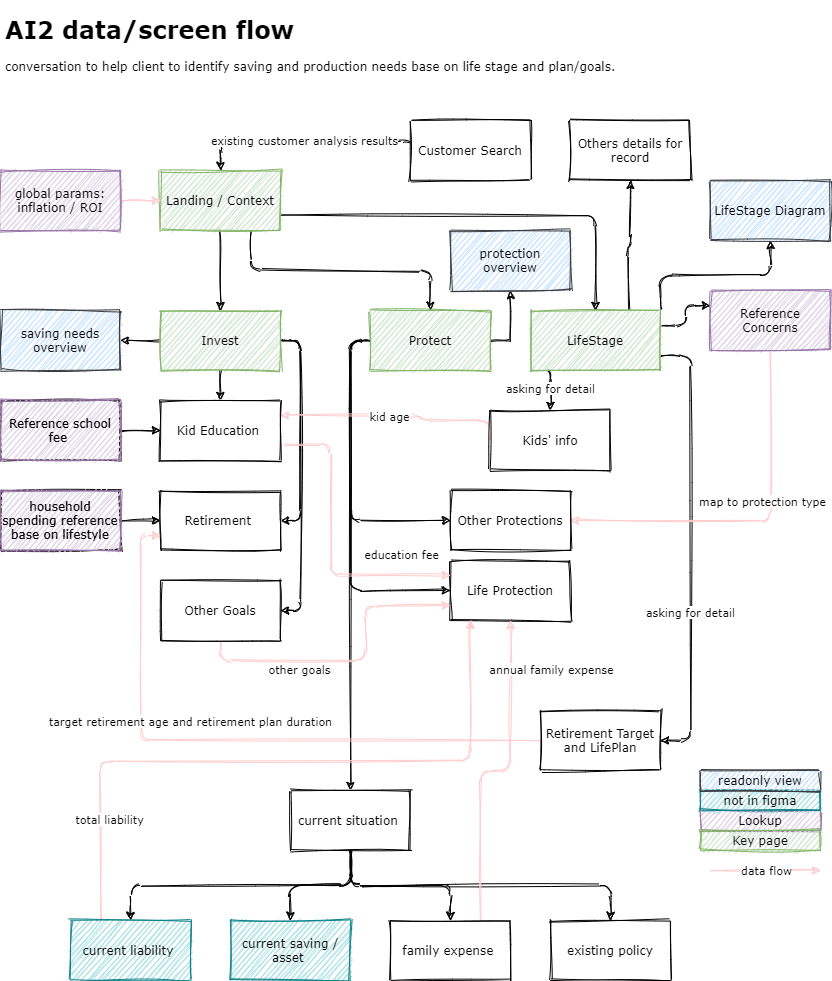 AI2 data/screen flow
conversation to help client to identify saving and production needs base on life stage and plan/goals.
existing customer analysis results
Customer Search
Others details for
record
global params:
inflation / ROI
Landing / Context
LifeStage Diagram
protection
overview
saving needs
overview
Invest
Protect
LifeStage
Reference
Concerns
asking for detail
Reference school
fee
Kid Education
kid age
Kids' info
household
spending reference
base on lifestyle
Retirement
Other Protections
map to protection type
education fee
Other Goals
Life Protection
asking for detail
other goals
annual family expense
target retirement age and retirement plan duration
Retirement Target
and LifePlan
readonly view
not in figma
Lookup
Key page
data flow
total liability
current situation
current liability
current saving /
asset
family expense
existing policy